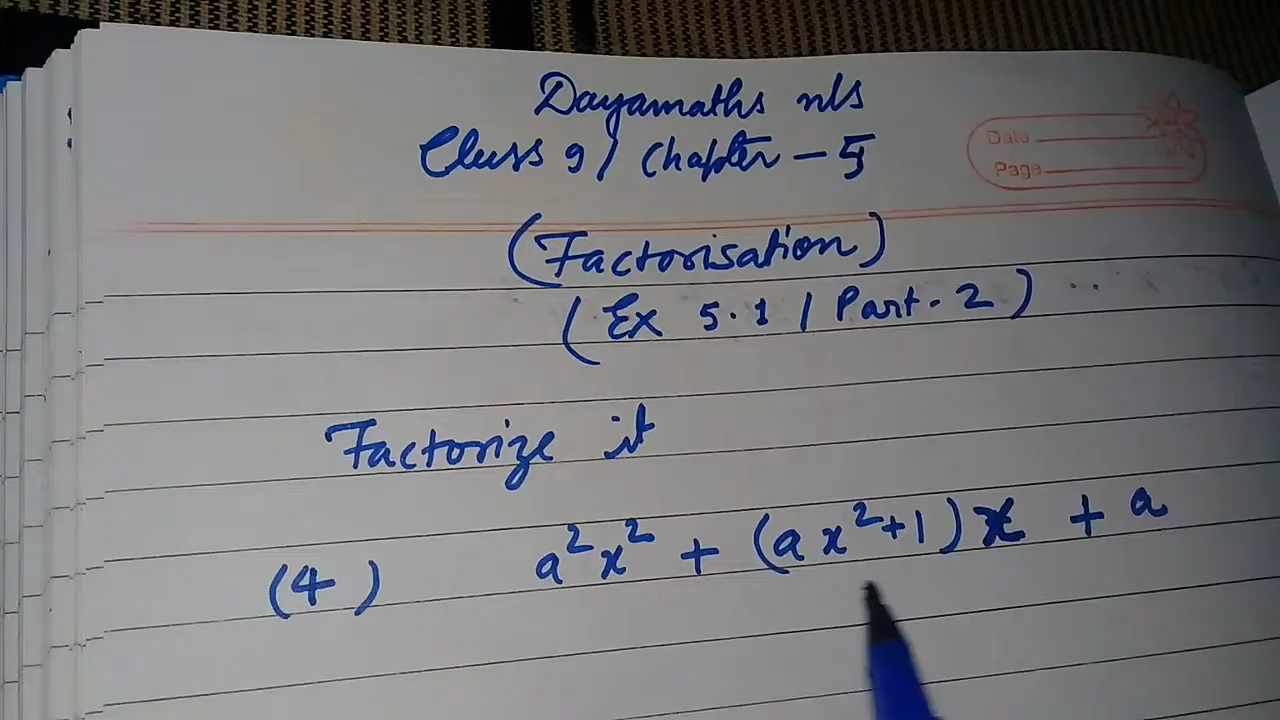 Dayamaths nls
Date
Class 9 / Chapter - 5
Page
(Factorisation)
(Ex 5.1 / Part-2)
Factorize it
(4) a²x² + (ax²+1)x + a